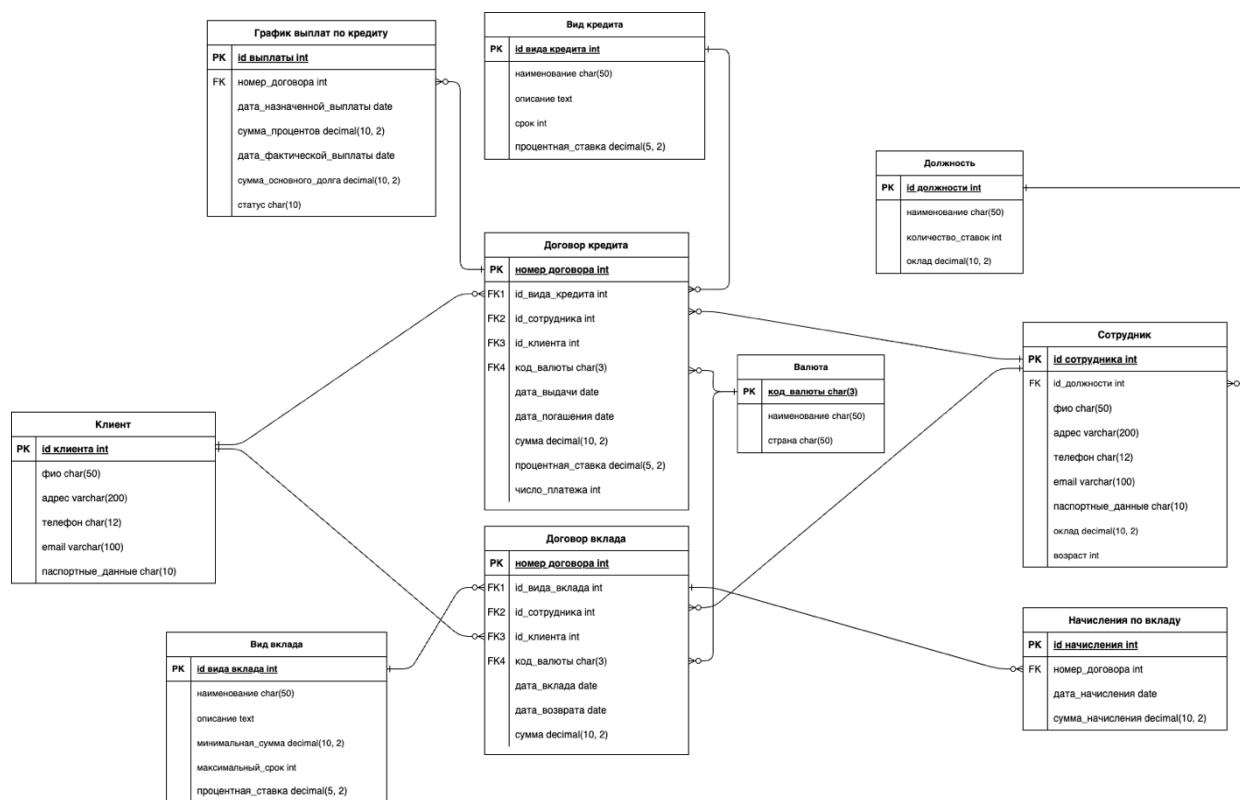 График выплат по кредиту
PK id выплаты int
FK номер_договора int
дата_назначенной_выплаты date
сумма_процентов decimal(10, 2)
дата_фактической_выплаты date
сумма_основного_долга decimal(10, 2)
статус char(10)
Вид кредита
PK id вида кредита int
наименование char(50)
описание text
срок int
процентная_ставка decimal(5, 2)
Должность
PK id должности int
наименование char(50)
количество_ставок int
оклад decimal(10, 2)
Договор кредита
PK номер договора int
FK1 id_вида_кредита int
FK2 id_сотрудника int
FK3 id_клиента int
FK4 код_валюты char(3)
дата_выдачи date
дата_погашения date
сумма decimal(10, 2)
процентная_ставка decimal(5, 2)
число_платежа int
Валюта
PK код_валюты char(3)
наименование char(50)
страна char(50)
Сотрудник
PK id сотрудника int
FK id_должности int
фио char(50)
адрес varchar(200)
телефон char(12)
email varchar(100)
паспортные_данные char(10)
оклад decimal(10, 2)
возраст int
Клиент
PK id клиента int
фио char(50)
адрес varchar(200)
телефон char(12)
email varchar(100)
паспортные_данные char(10)
Договор вклада
PK номер договора int
FK1 id_вида_вклада int
FK2 id_сотрудника int
FK3 id_клиента int
FK4 код_валюты char(3)
дата_вклада date
дата_возврата date
сумма decimal(10, 2)
Вид вклада
PK id вида вклада int
наименование char(50)
описание text
минимальная_сумма decimal(10, 2)
максимальный_срок int
процентная_ставка decimal(5, 2)
Начисления по вкладу
PK id начисления int
FK номер_договора int
дата_начисления date
сумма_начисления decimal(10, 2)